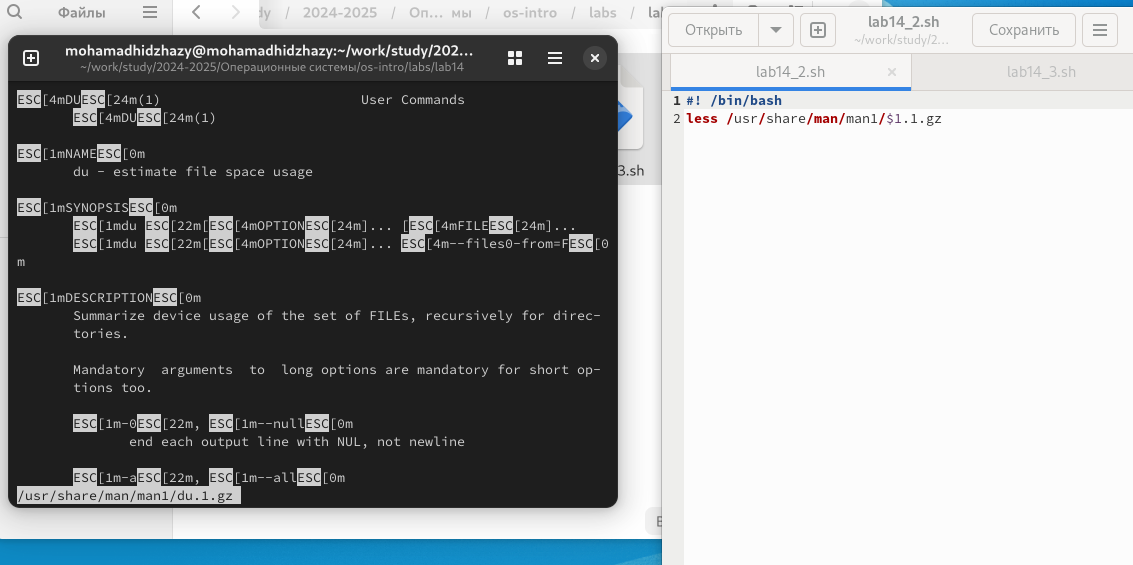 Файлы
dy / 2024-2025 / Оп… мы / os-intro / labs / lab
mohamadhidzhazy@mohamadhidzhazy:~/work/study/202...
~/work/study/2024-2025/Операционные системы/os-intro/labs/lab14
ESC[4mDUESC[24m(1)                         User Commands
       ESC[4mDUESC[24m(1)
ESC[1mNAMEESC[0m
       du - estimate file space usage
ESC[1mSYNOPSISESC[0m
       ESC[1mdu ESC[22m[ESC[4mOPTIONESC[24m]... [ESC[4mFILEESC[24m]...
       ESC[1mdu ESC[22m[ESC[4mOPTIONESC[24m]... ESC[4m--files0-from=FESC[0
m
ESC[1mDESCRIPTIONESC[0m
       Summarize device usage of the set of FILEs, recursively for direc-
       tories.
       Mandatory  arguments  to  long options are mandatory for short op-
       tions too.
       ESC[1m-0ESC[22m, ESC[1m--nullESC[0m
              end each output line with NUL, not newline
       ESC[1m-aESC[22m, ESC[1m--allESC[0m
/usr/share/man/man1/du.1.gz
3.sh
Открыть
lab14_2.sh
~/work/study/2…
Сохранить
lab14_2.sh
lab14_3.sh
1 #! /bin/bash
2 less /usr/share/man/man1/$1.1.gz